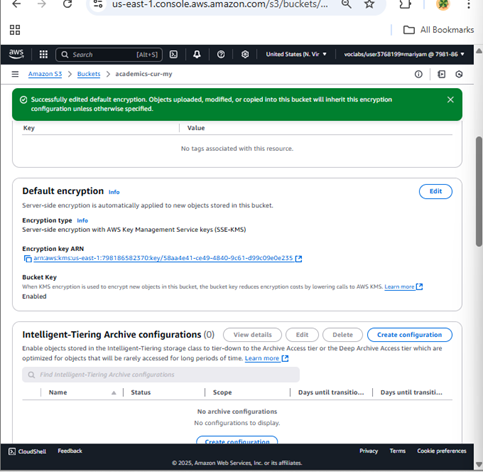 us-east-1.console.aws.amazon.com/s3/buckets/...
All Bookmarks
aws
Search [Alt+S] United States (N. Vir voclabs/user3768199=mariyam @ 7981-86
Amazon S3 > Buckets > academics-cur-my
Successfully edited default encryption. Objects uploaded, modified, or copied into this bucket will inherit this encryption
configuration unless otherwise specified.
Key Value
No tags associated with this resource.
Default encryption Info Edit
Server-side encryption is automatically applied to new objects stored in this bucket.
Encryption type Info
Server-side encryption with AWS Key Management Service keys (SSE-KMS)
Encryption key ARN
arn:aws:kms:us-east-1:798186582370:key/58aa4e41-ce49-4840-9c61-d99c09e0e235
Bucket Key
When KMS encryption is used to encrypt new objects in this bucket, the bucket key reduces encryption costs by lowering calls to AWS KMS. Learn more
Enabled
Intelligent-Tiering Archive configurations (0) View details Edit Delete Create configuration
Enable objects stored in the Intelligent-Tiering storage class to tier-down to the Archive Access tier or the Deep Archive Access tier which are
optimized for objects that will be rarely accessed for long periods of time. Learn more
Find Intelligent-Tiering Archive configurations
Name Status Scope Days until transitio... Days until transiti...
No archive configurations
No configurations to display.
Create configuration
CloudShell Feedback Privacy Terms Cookie preferences
© 2025, Amazon Web Services, Inc. or its affiliates.